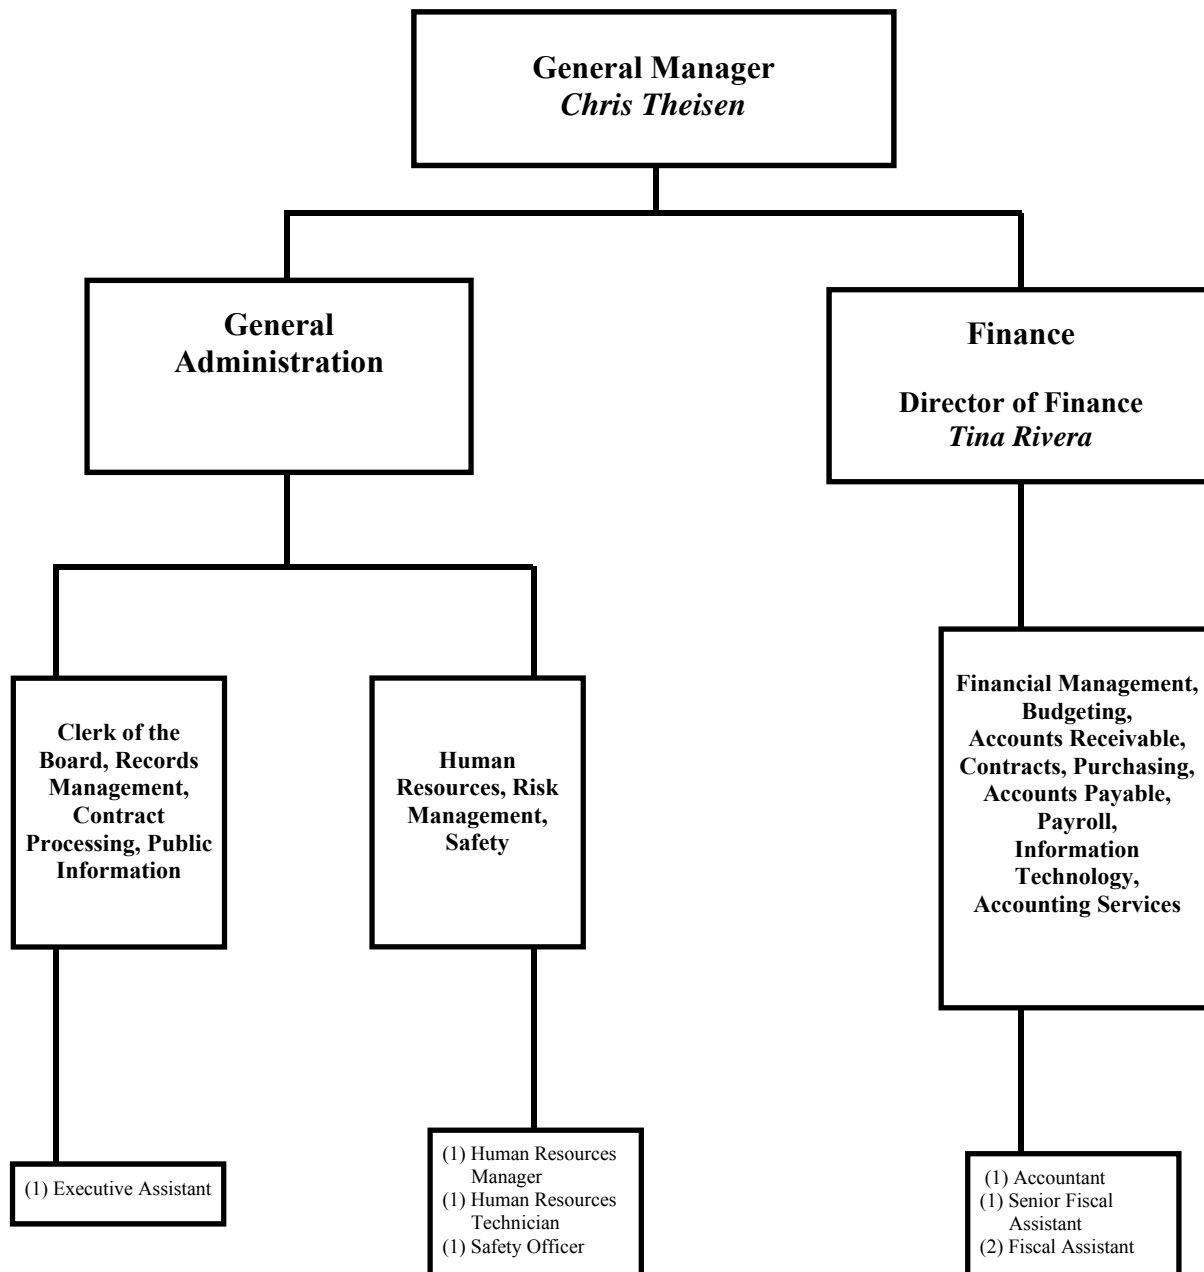 General Manager
Chris Theisen
General
Administration
Finance
Director of Finance
Tina Rivera
Clerk of the
Board, Records
Management,
Contract
Processing, Public
Information
Human
Resources, Risk
Management,
Safety
Financial Management,
Budgeting,
Accounts Receivable,
Contracts, Purchasing,
Accounts Payable,
Payroll,
Information
Technology,
Accounting Services
(1) Executive Assistant
(1) Human Resources
Manager
(1) Human Resources
Technician
(1) Safety Officer
(1) Accountant
(1) Senior Fiscal
Assistant
(2) Fiscal Assistant